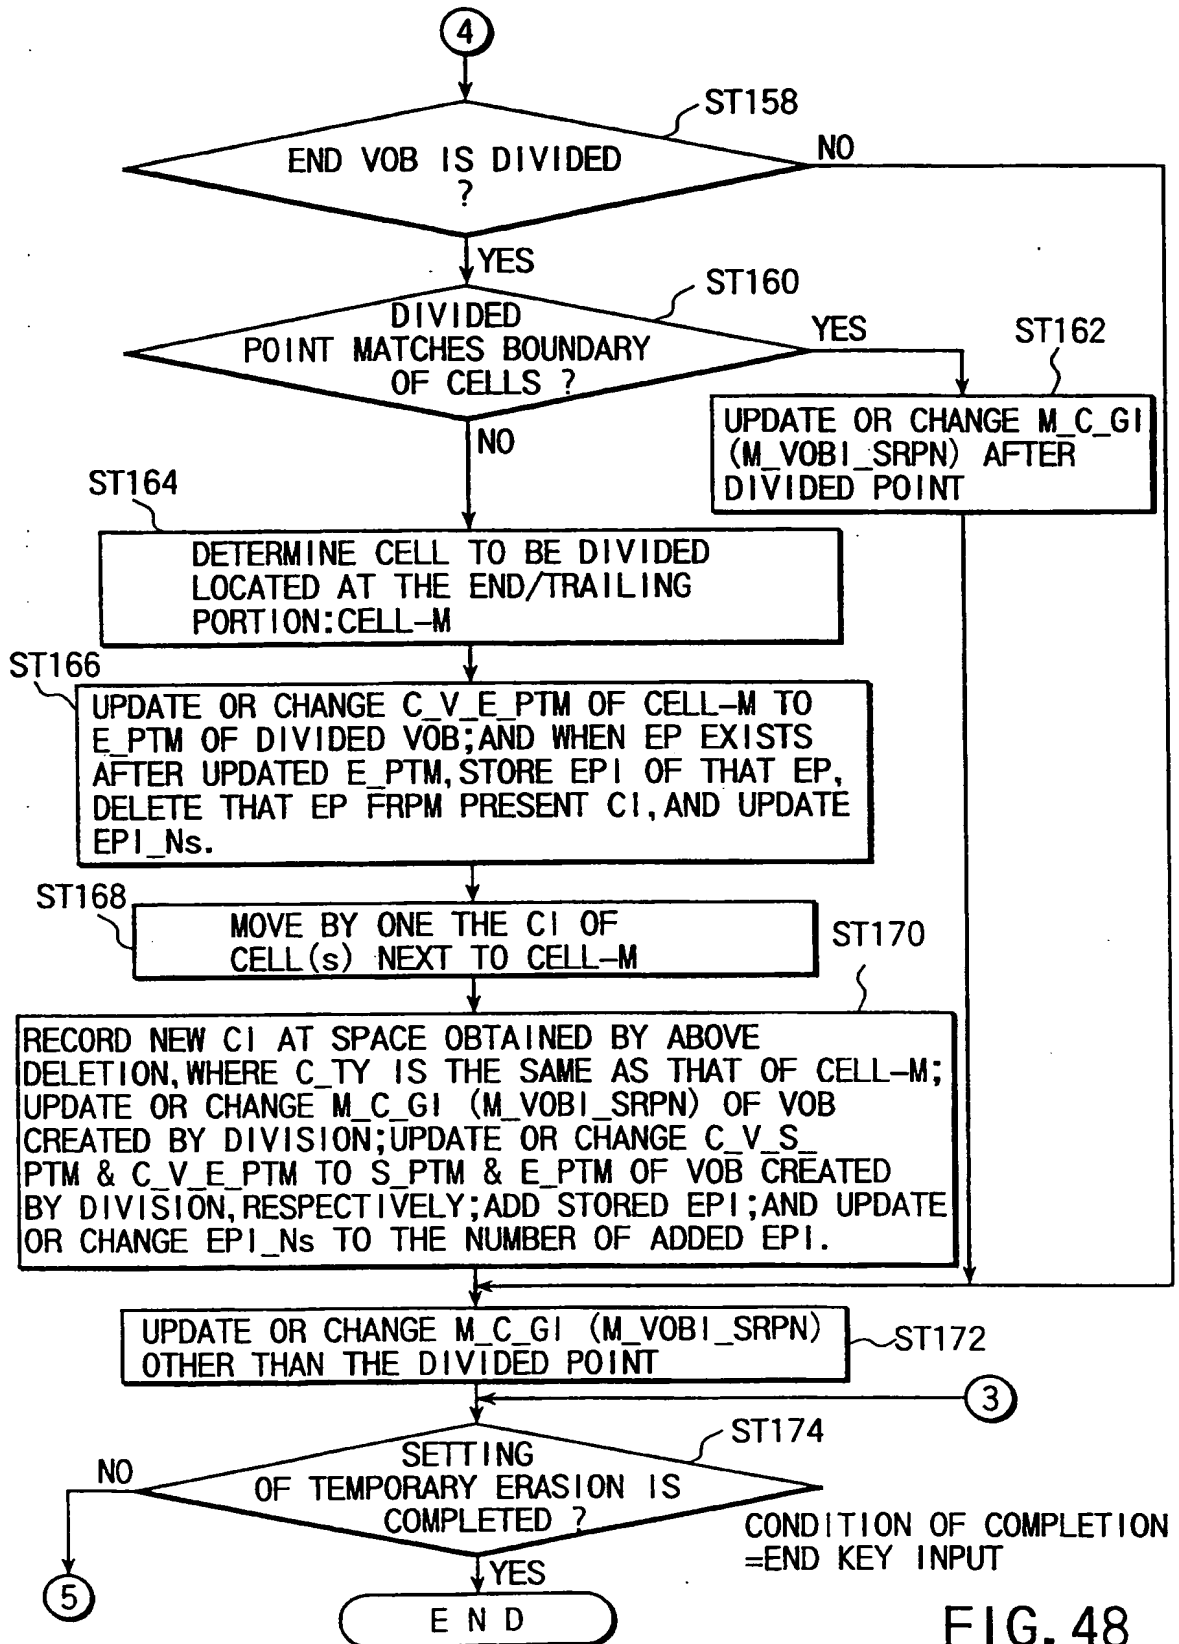 4
ST158
END VOB IS DIVIDED
?
NO
YES
ST160
DIVIDED
POINT MATCHES BOUNDARY
OF CELLS ?
YES
NO
ST162
UPDATE OR CHANGE M_C_GI
(M_VOBI_SRPN) AFTER
DIVIDED POINT
ST164
DETERMINE CELL TO BE DIVIDED
LOCATED AT THE END/TRAILING
PORTION:CELL-M
ST166
UPDATE OR CHANGE C_V_E_PTM OF CELL-M TO
E_PTM OF DIVIDED VOB;AND WHEN EP EXISTS
AFTER UPDATED E_PTM,STORE EPI OF THAT EP,
DELETE THAT EP FRPM PRESENT CI,AND UPDATE
EPI_Ns.
ST168
MOVE BY ONE THE CI OF
CELL(s) NEXT TO CELL-M
ST170
RECORD NEW CI AT SPACE OBTAINED BY ABOVE
DELETION,WHERE C_TY IS THE SAME AS THAT OF CELL-M;
UPDATE OR CHANGE M_C_GI (M_VOBI_SRPN) OF VOB
CREATED BY DIVISION;UPDATE OR CHANGE C_V_S_
PTM & C_V_E_PTM TO S_PTM & E_PTM OF VOB CREATED
BY DIVISION,RESPECTIVELY;ADD STORED EPI;AND UPDATE
OR CHANGE EPI_Ns TO THE NUMBER OF ADDED EPI.
UPDATE OR CHANGE M_C_GI (M_VOBI_SRPN)
OTHER THAN THE DIVIDED POINT
ST172
3
ST174
SETTING
OF TEMPORARY ERASION IS
COMPLETED ?
NO
YES
CONDITION OF COMPLETION
=END KEY INPUT
5
END
FIG. 48